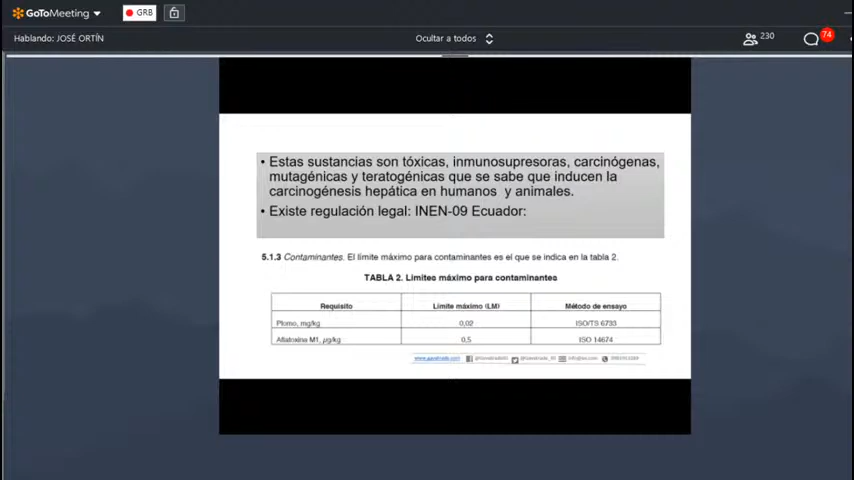 GoToMeeting
GRB
Hablando: JOSÉ ORTÍN
Ocultar a todos
230
74
• Estas sustancias son tóxicas, inmunosupresoras, carcinógenas,
mutagénicas y teratogénicas que se sabe que inducen la
carcinogénesis hepática en humanos y animales.
• Existe regulación legal: INEN-09 Ecuador:
5.1.3 Contaminantes. El límite máximo para contaminantes es el que se indica en la tabla 2.
TABLA 2. Límites máximo para contaminantes
Requisito Límite máximo (LM) Método de ensayo
Plomo, mg/kg 0,02 ISO/TS 6733
Aflatoxina M1, μg/kg 0,5 ISO 14674